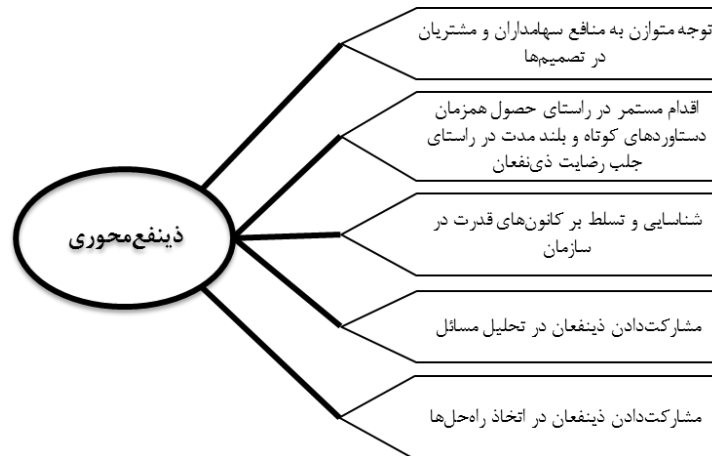 ذینفع‌محوری
توجه متوازن به منافع سهامداران و مشتریان
در تصمیم‌ها
اقدام مستمر در راستای حصول همزمان
دستاوردهای کوتاه و بلند مدت در راستای
جلب رضایت ذی‌نفعان
شناسایی و تسلط بر کانون‌های قدرت در
سازمان
مشارکت‌دادن ذینفعان در تحلیل مسائل
مشارکت‌دادن ذینفعان در اتخاذ راه‌حل‌ها